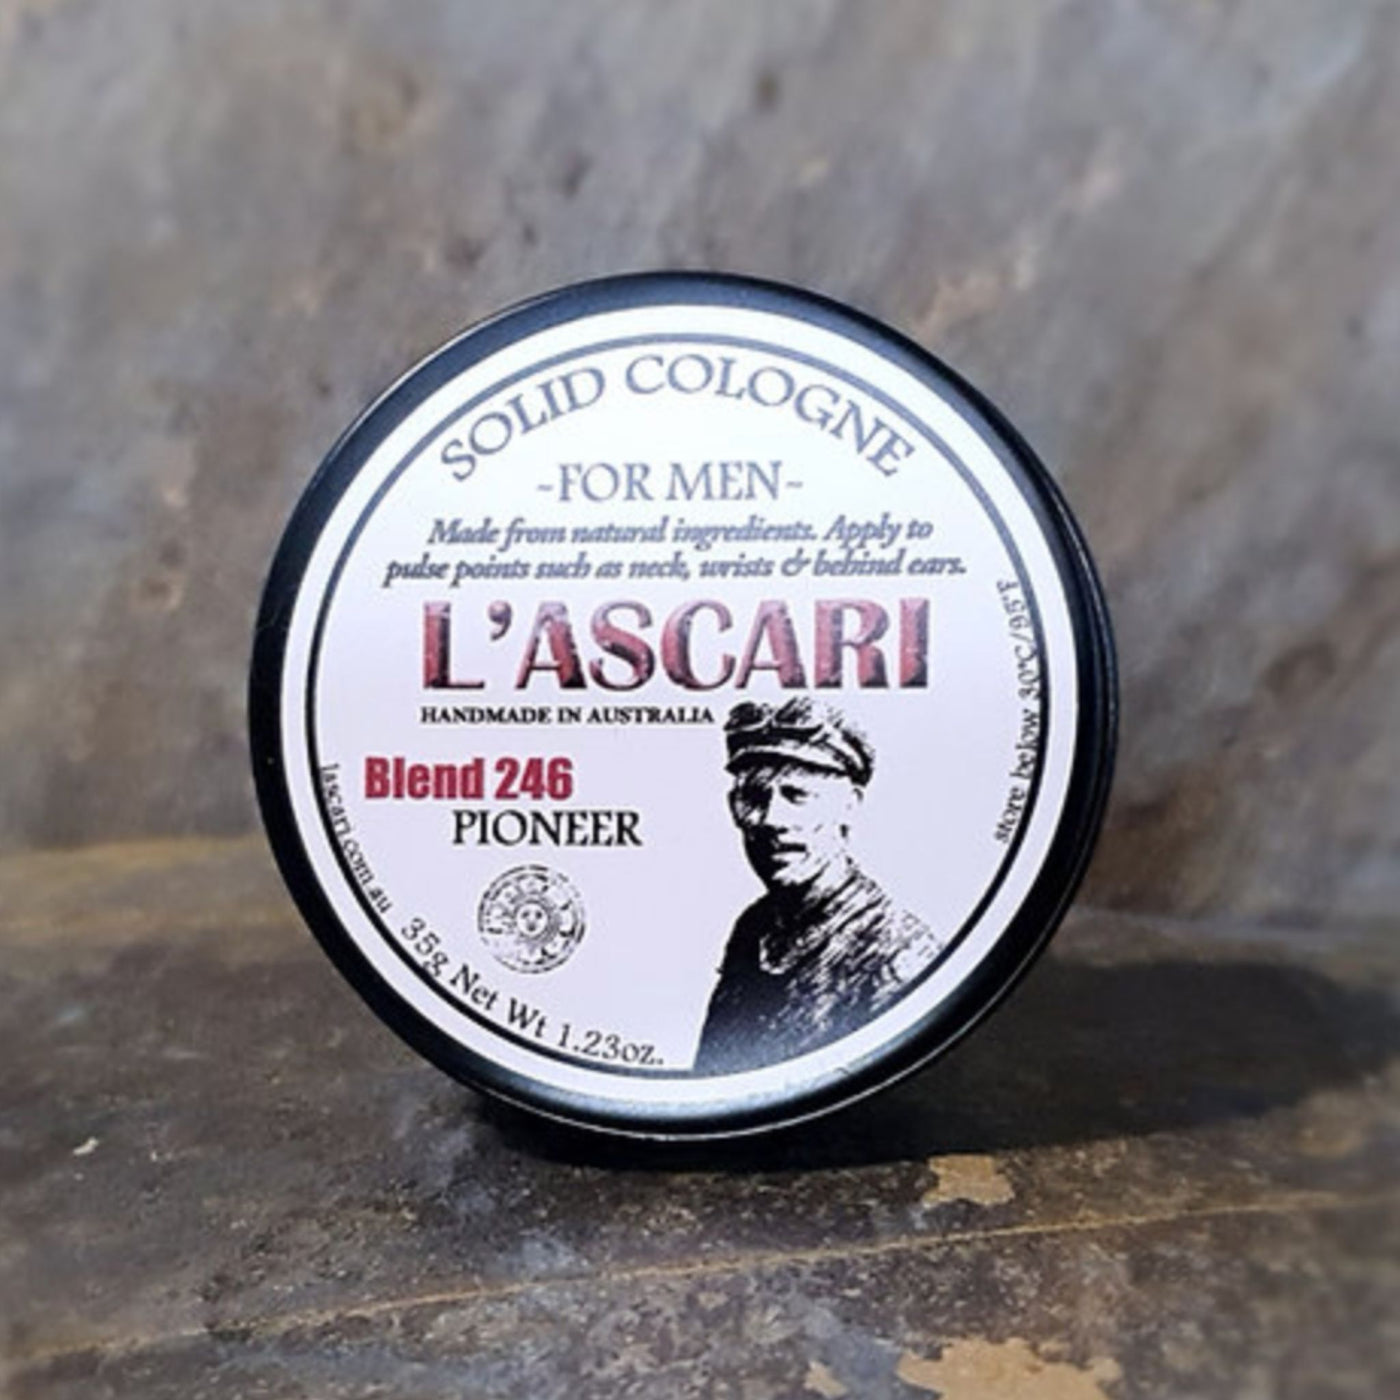 SOLID COLOGNE
-FOR MEN-
Made from natural ingredients. Apply to
pulse points such as neck, wrists & behind ears.
L'ASCARI
HANDMADE IN AUSTRALIA
Blend 246
PIONEER
lascari.com.au
35g Net Wt 1.23oz.
store below 30°C/95°F